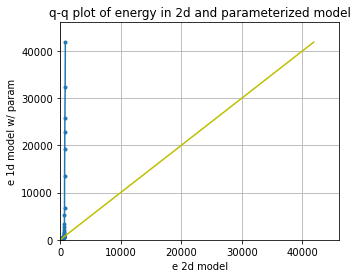 q-q plot of energy in 2d and parameterized model
e 1d model w/ param
40000
30000
20000
10000
0
0 10000 20000 30000 40000
e 2d model